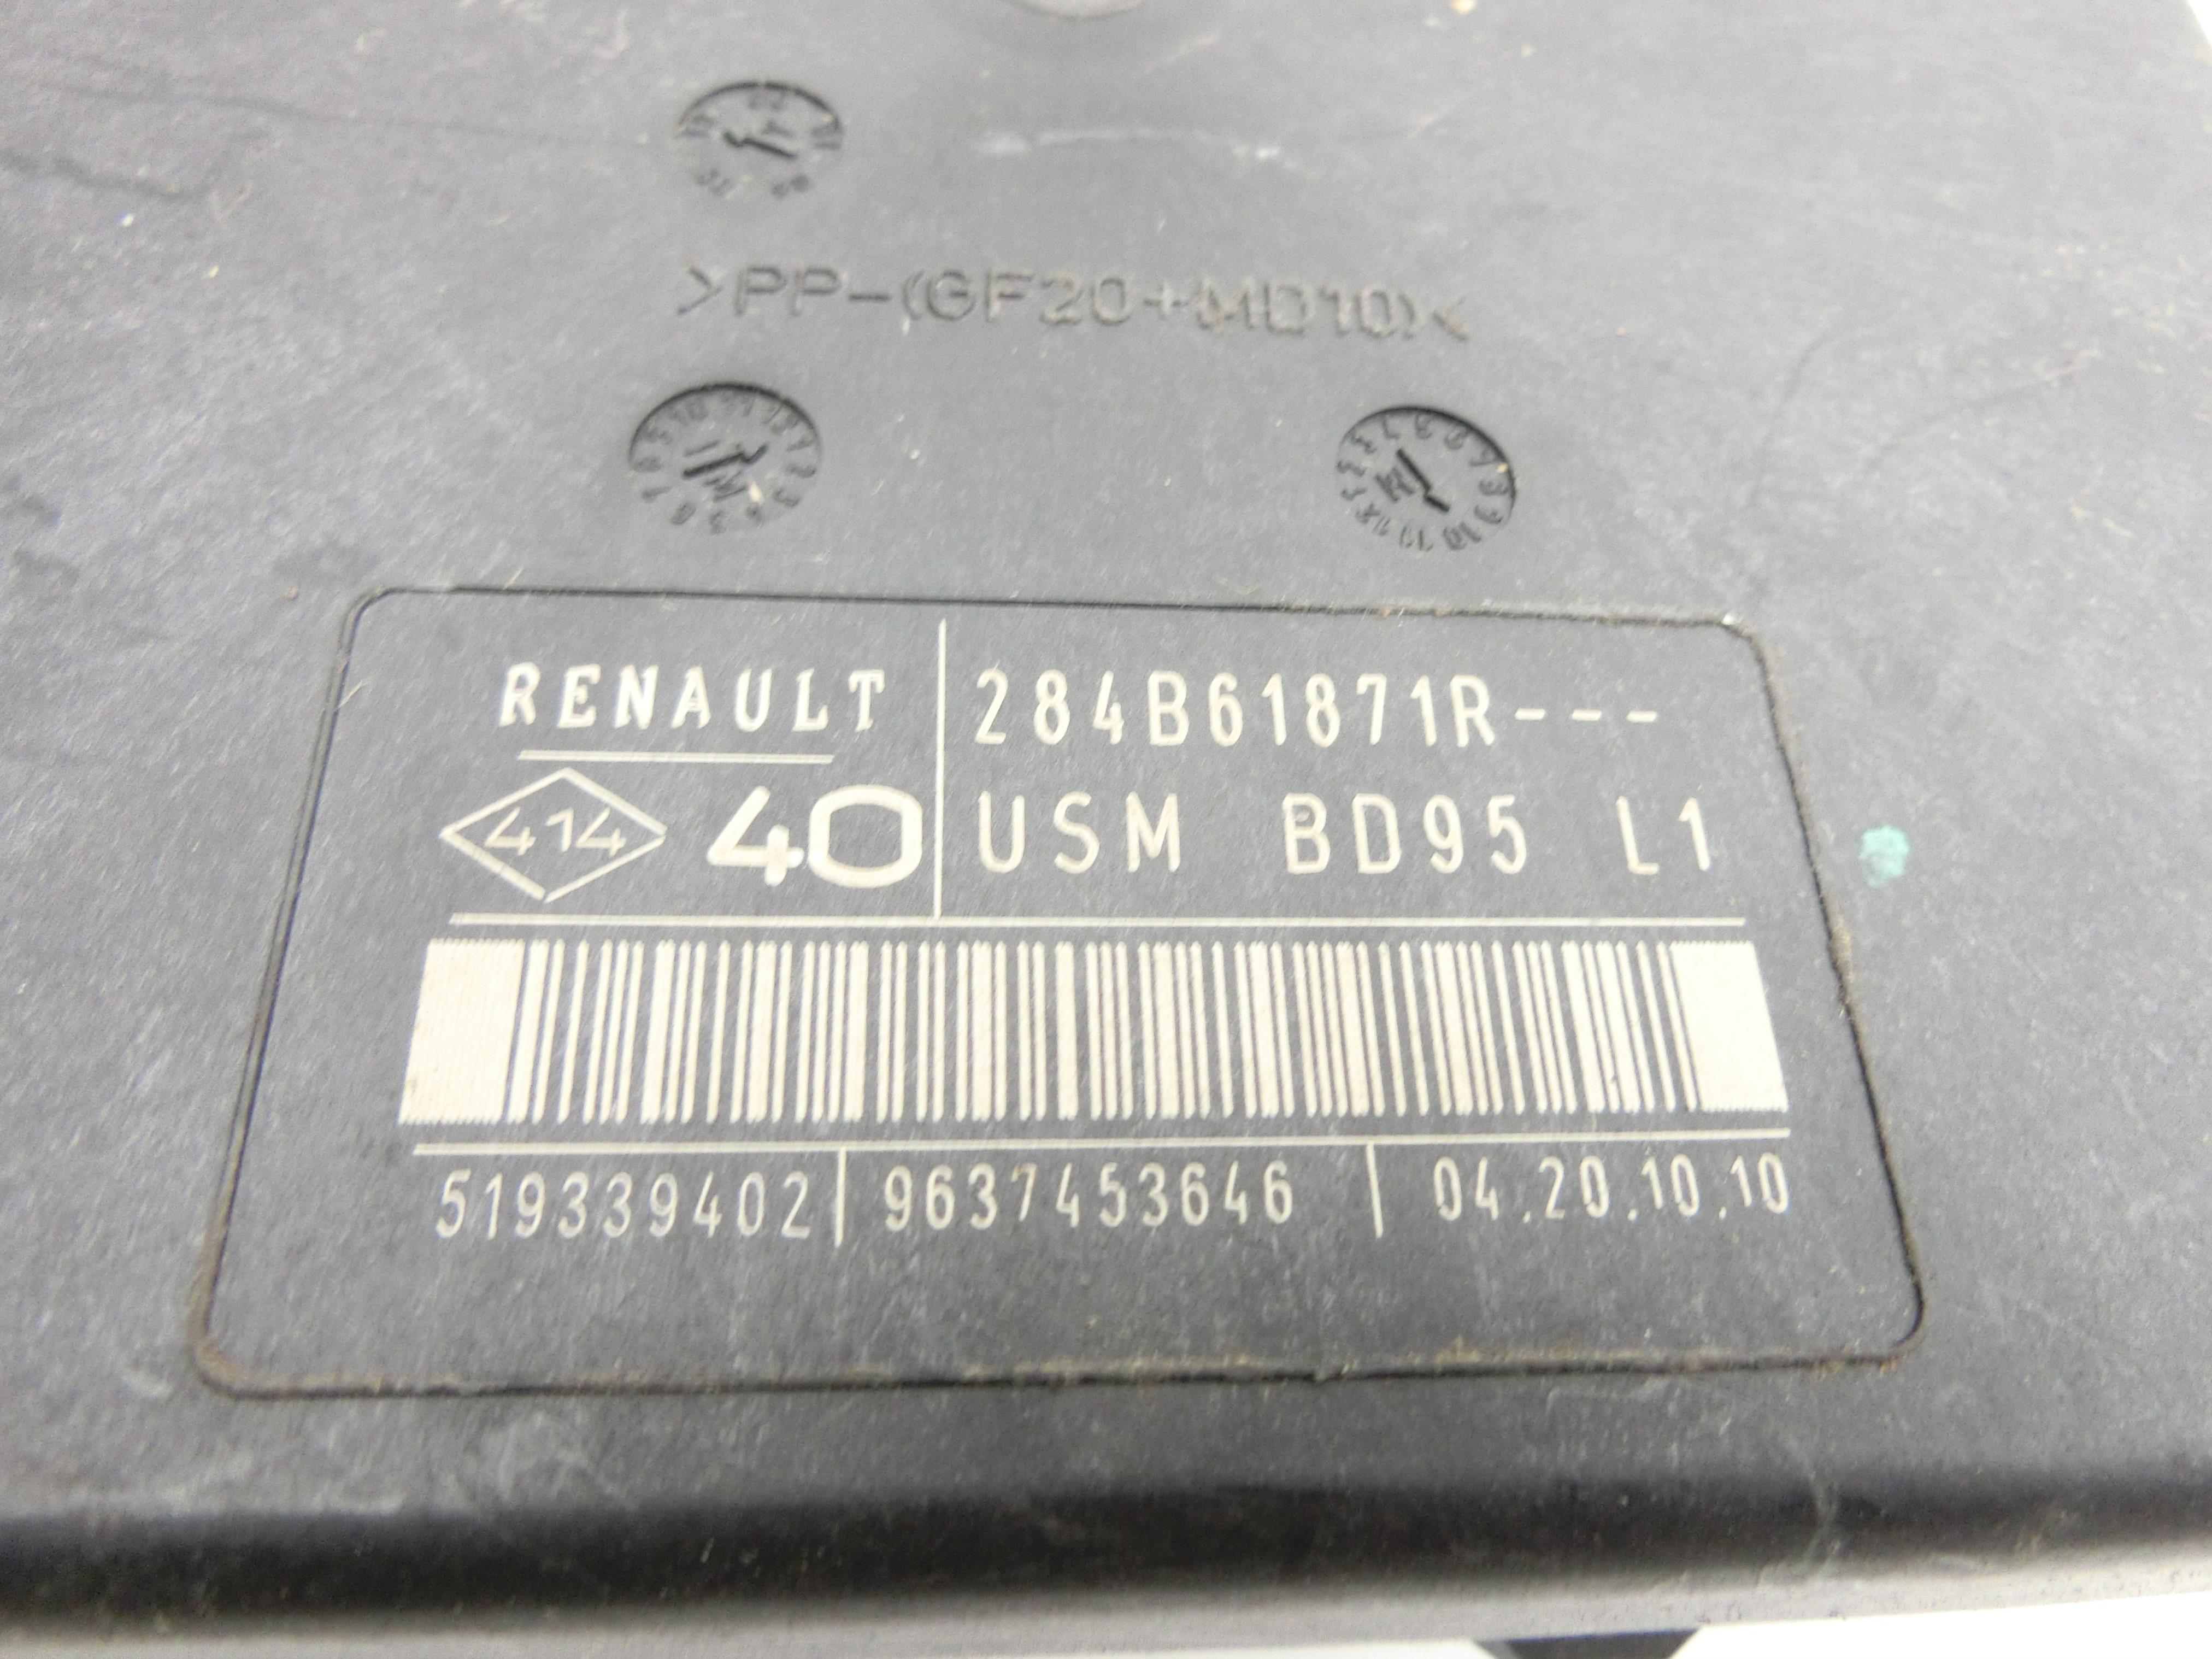 >PP-(GF20+MD10)<
RENAULT
284B61871R---
414
40
USM BD95 L1
519339402
9637453646
04.20.10.10